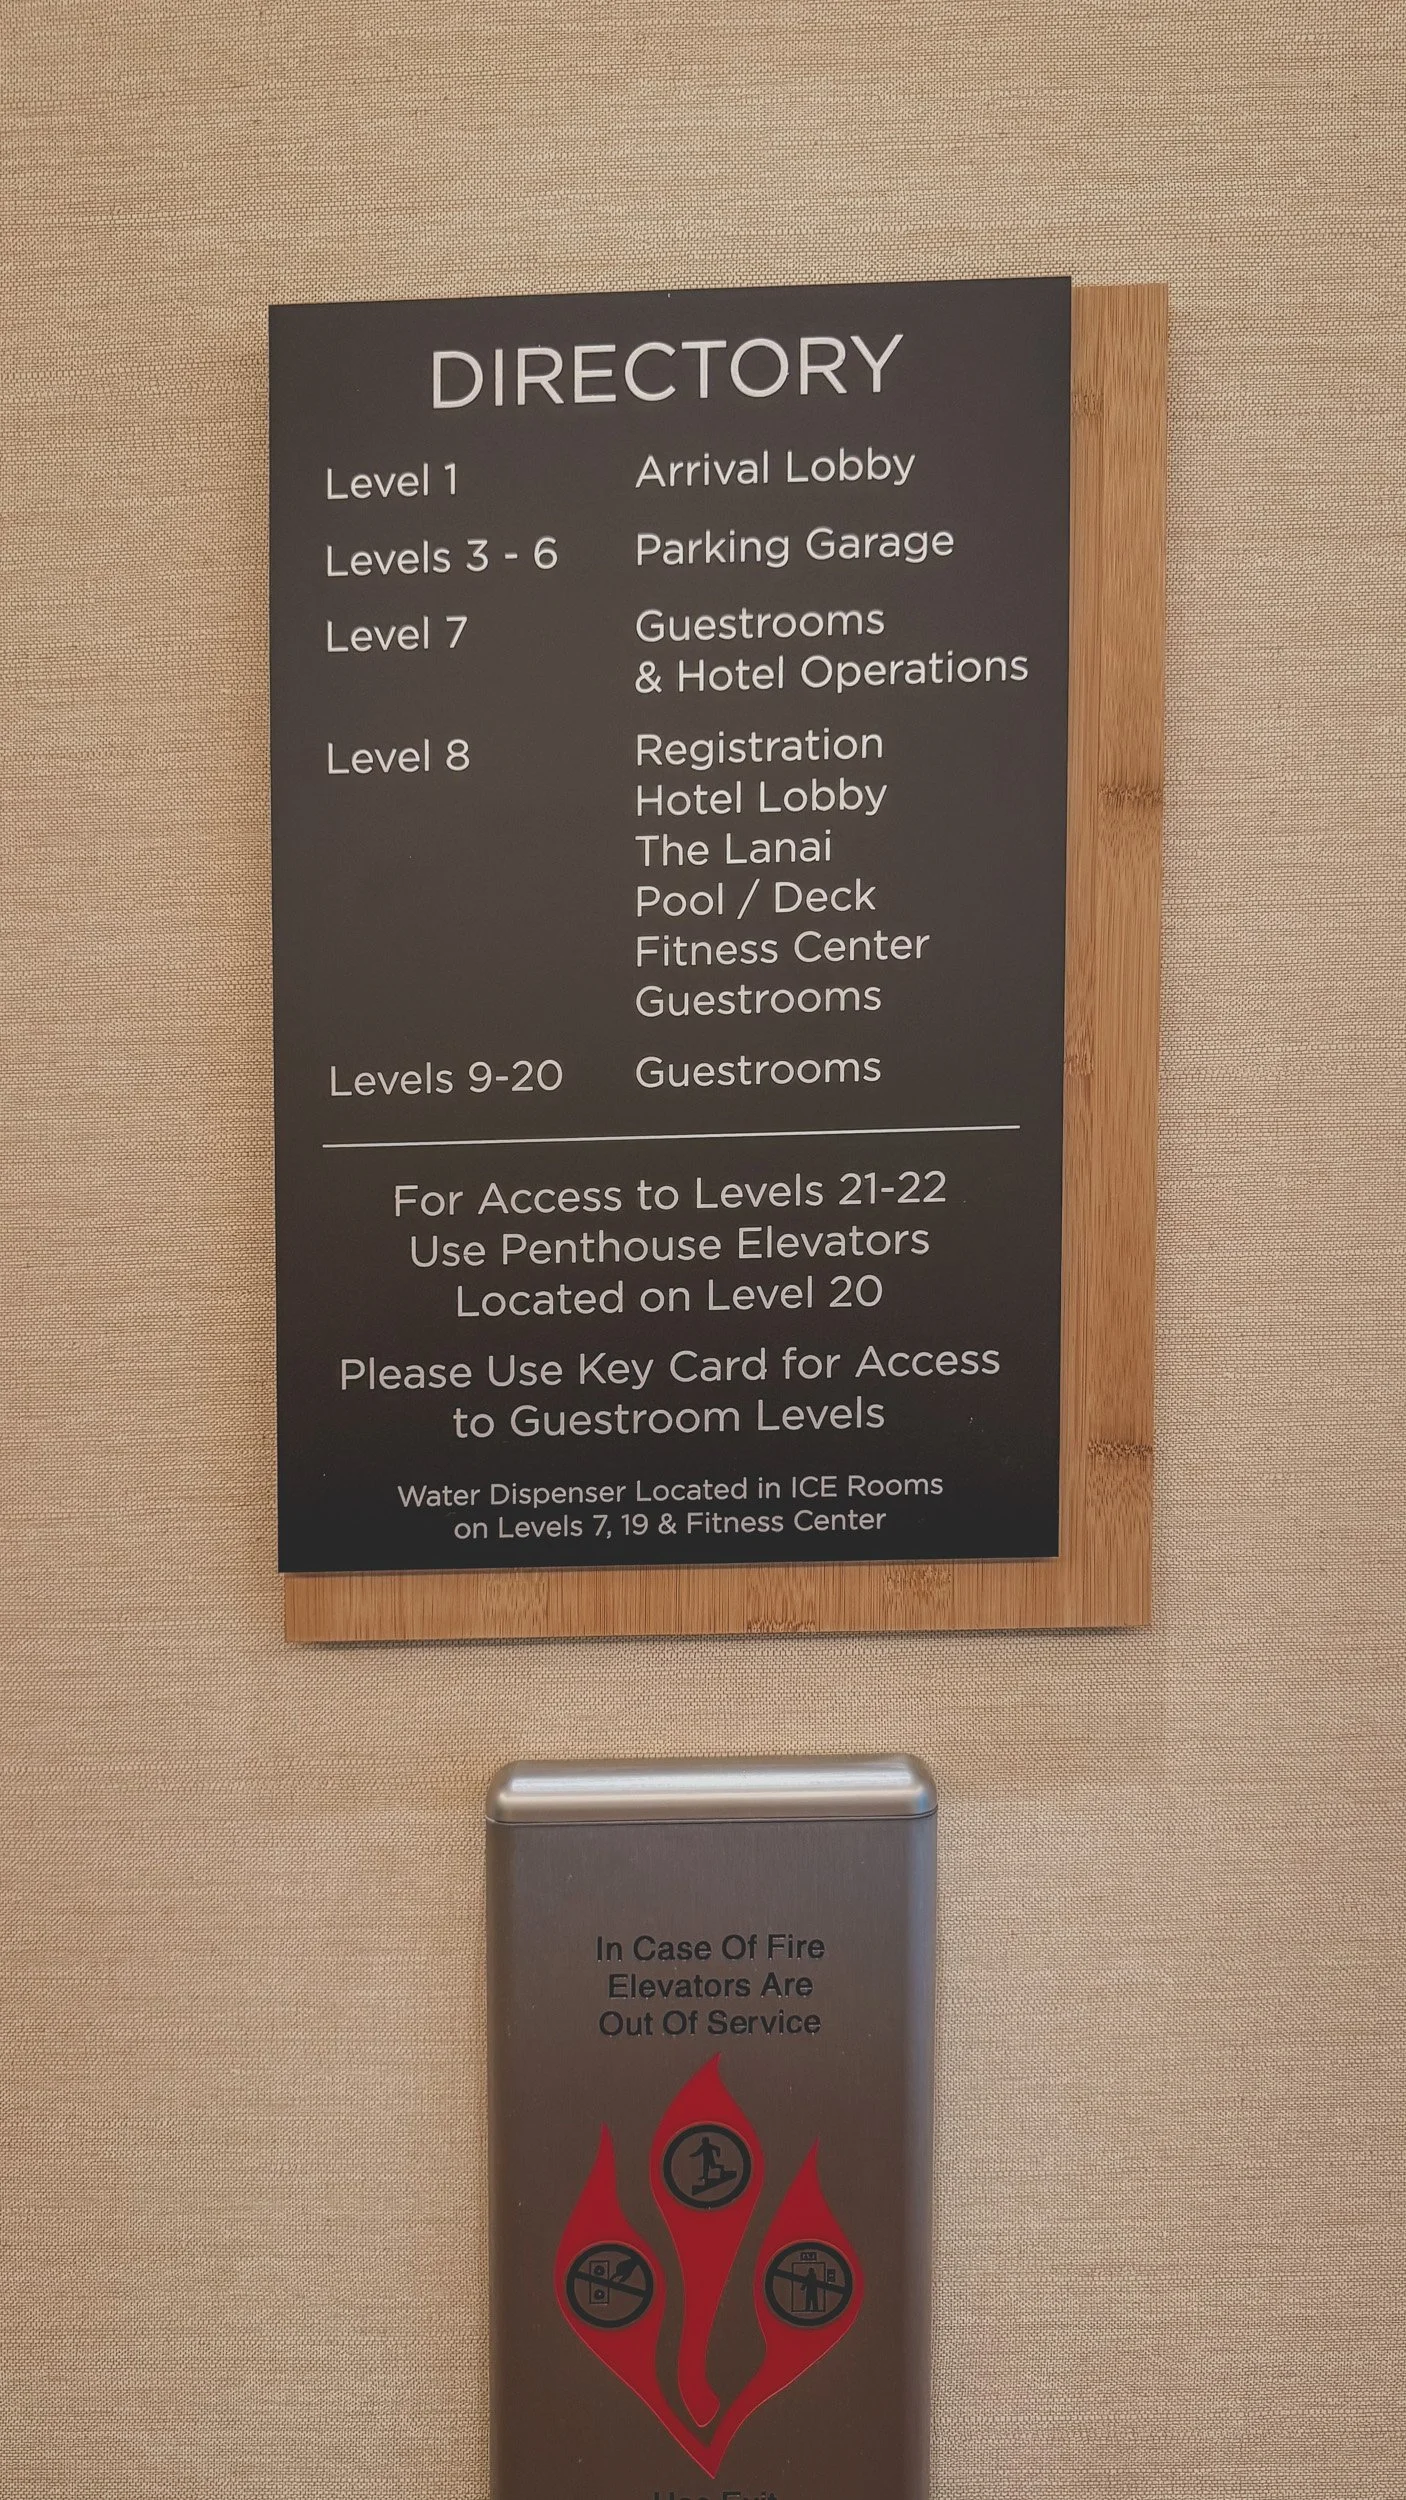 DIRECTORY
Level 1 Arrival Lobby
Levels 3 - 6 Parking Garage
Level 7 Guestrooms
& Hotel Operations
Level 8 Registration
Hotel Lobby
The Lanai
Pool / Deck
Fitness Center
Guestrooms
Levels 9-20 Guestrooms
For Access to Levels 21-22
Use Penthouse Elevators
Located on Level 20
Please Use Key Card for Access
to Guestroom Levels
Water Dispenser Located in ICE Rooms
on Levels 7, 19 & Fitness Center
In Case Of Fire
Elevators Are
Out Of Service